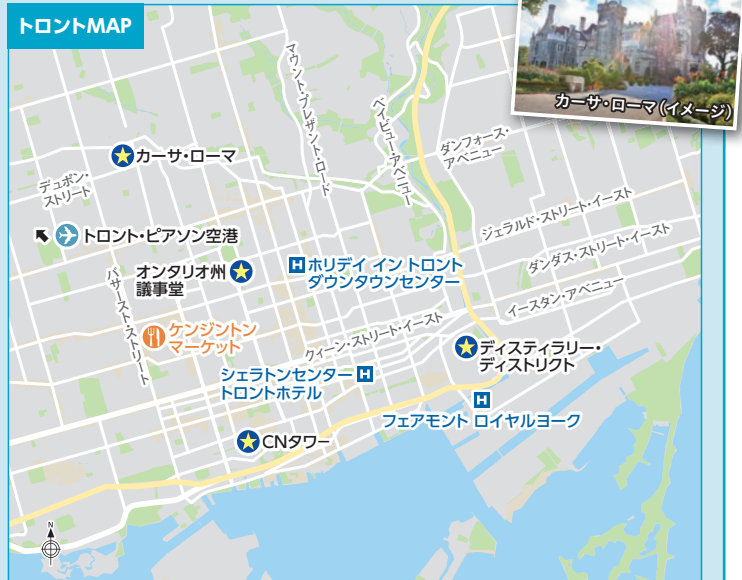 トロントMAP
カーサ・ローマ（イメージ）
マウント・プレザント・ロード
ベイビュー・アベニュー
ダンフォース・
アベニュー
カーサ・ローマ
デュポン・
ストリート
ジェラルド・ストリート・イースト
トロント・ピアソン空港
ダンダス・ストリート・イースト
オンタリオ州
議事堂
H ホリデイ イン トロント
ダウンタウンセンター
バサースト・ストリート
イースタン・アベニュー
ケンジントン
マーケット
クィーン・ストリート・イースト
ディスティラリー・
ディストリクト
シェラトンセンター H
トロントホテル
H
フェアモント ロイヤルヨーク
CNタワー
N